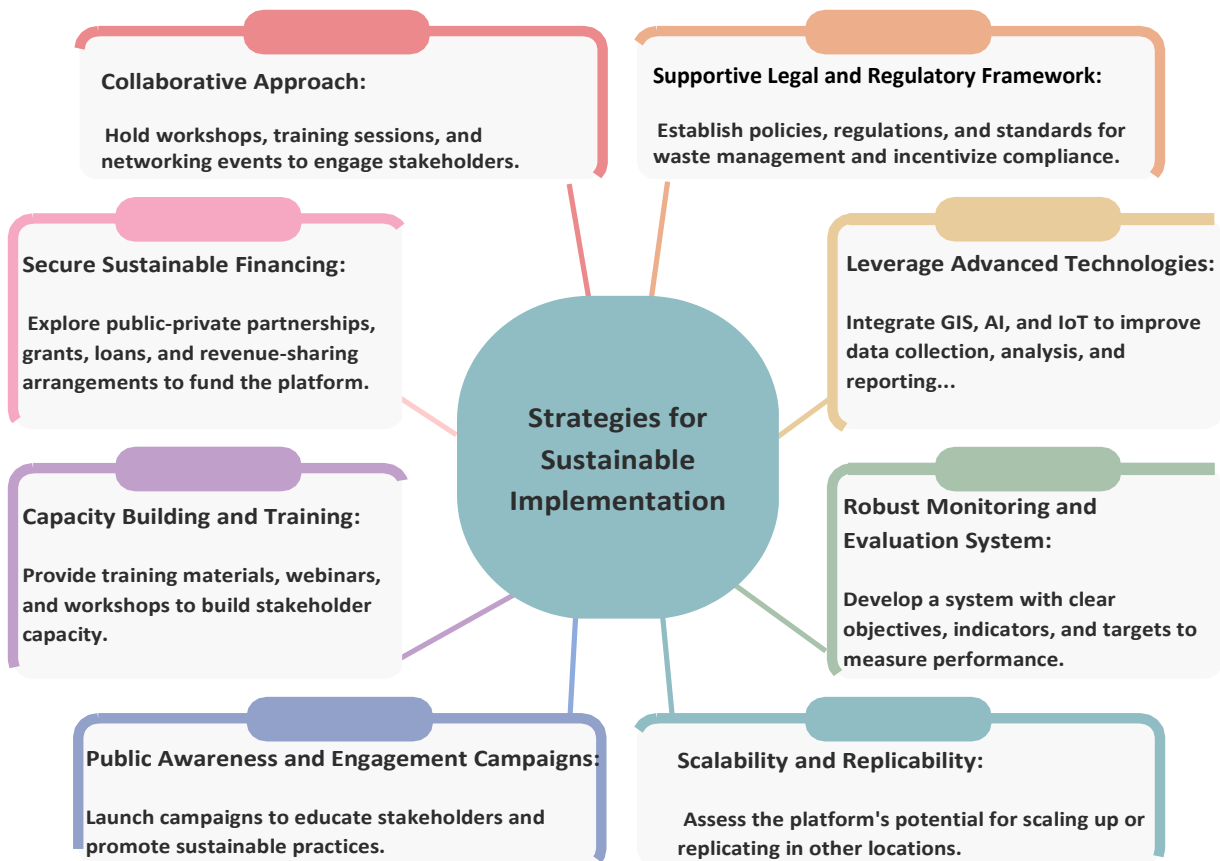 Collaborative Approach:
Hold workshops, training sessions, and
networking events to engage stakeholders.
Supportive Legal and Regulatory Framework:
Establish policies, regulations, and standards for
waste management and incentivize compliance.
Secure Sustainable Financing:
Explore public-private partnerships,
grants, loans, and revenue-sharing
arrangements to fund the platform.
Leverage Advanced Technologies:
Integrate GIS, AI, and IoT to improve
data collection, analysis, and
reporting...
Strategies for
Sustainable
Implementation
Capacity Building and Training:
Provide training materials, webinars,
and workshops to build stakeholder
capacity.
Robust Monitoring and
Evaluation System:
Develop a system with clear
objectives, indicators, and targets to
measure performance.
Public Awareness and Engagement Campaigns:
Launch campaigns to educate stakeholders and
promote sustainable practices.
Scalability and Replicability:
Assess the platform's potential for scaling up or
replicating in other locations.